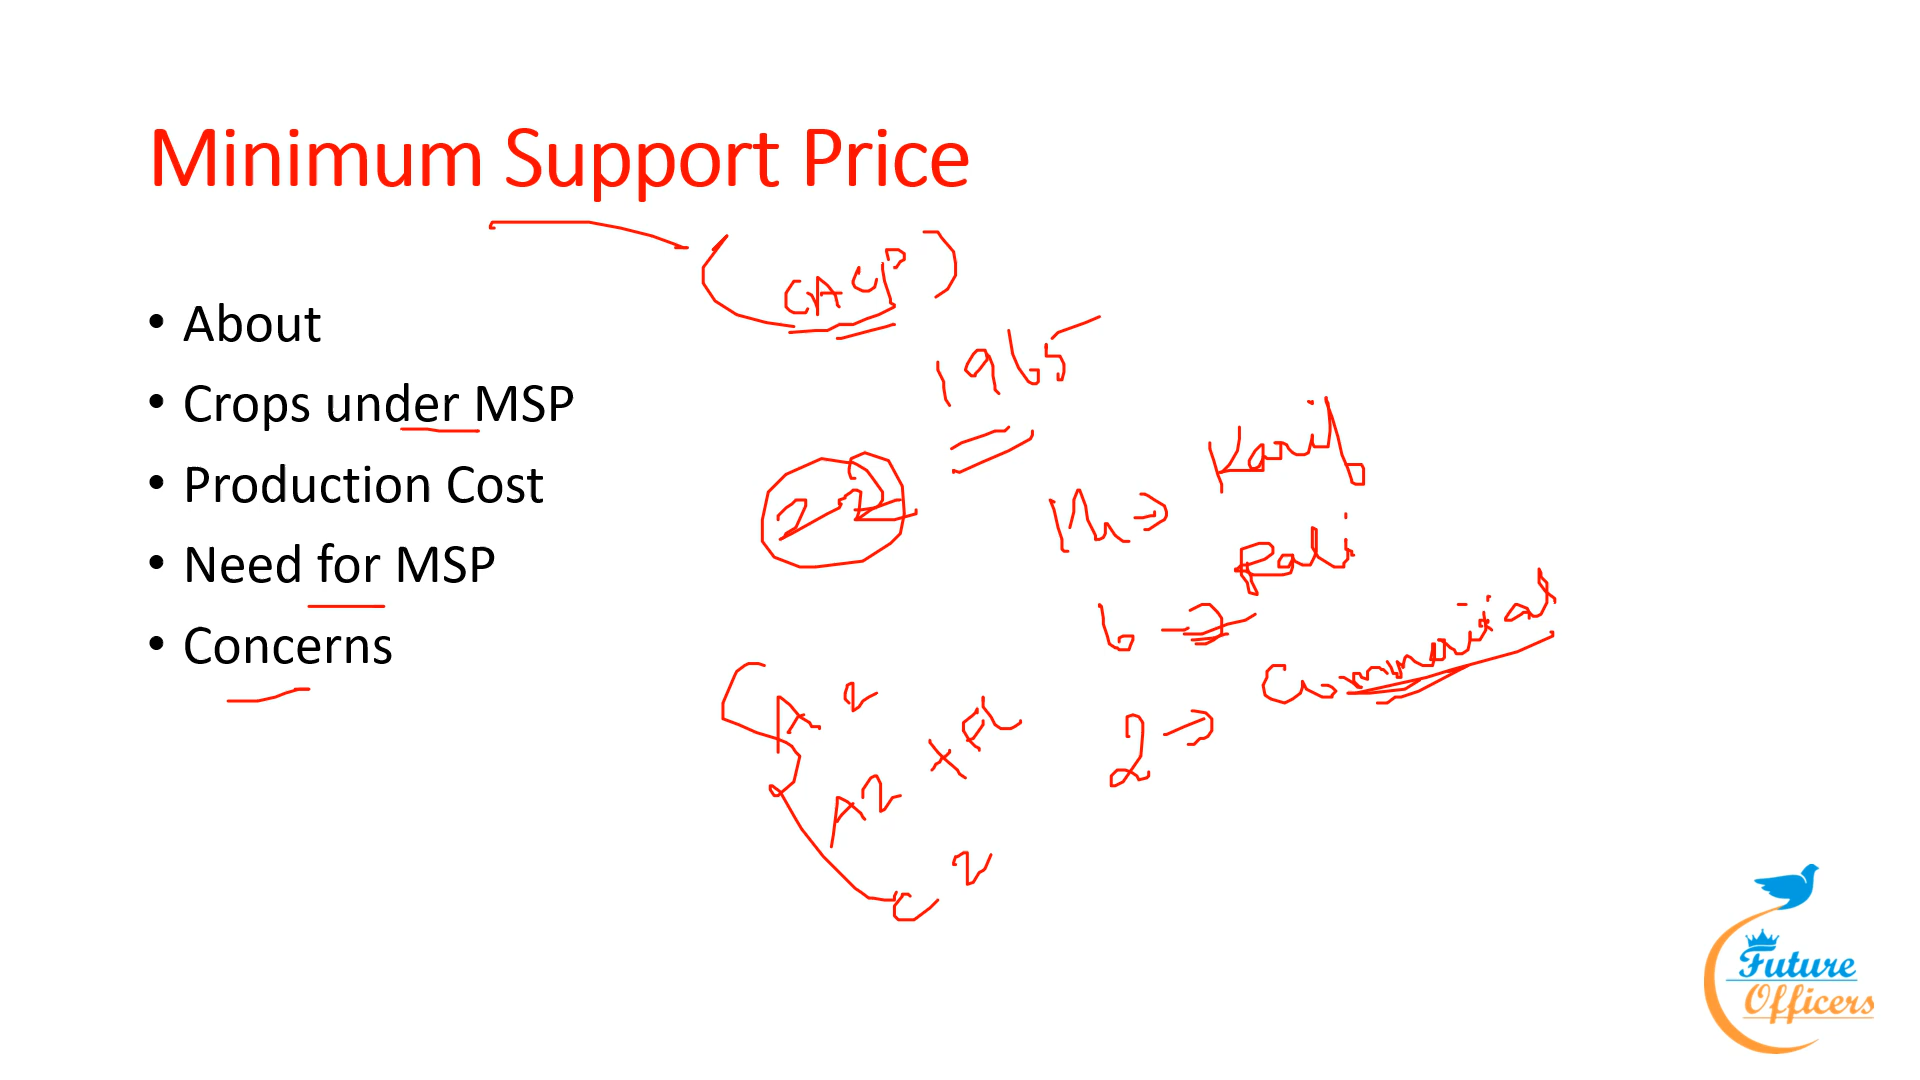 Minimum Support Price
(CACP)
• About
1965
• Crops under MSP
Karif
• Production Cost
22
14 ⇒
• Need for MSP
Rabi
6 →
• Concerns
Commercial
A2
2 ⇒
A2 + FL
C2
Future
Officers